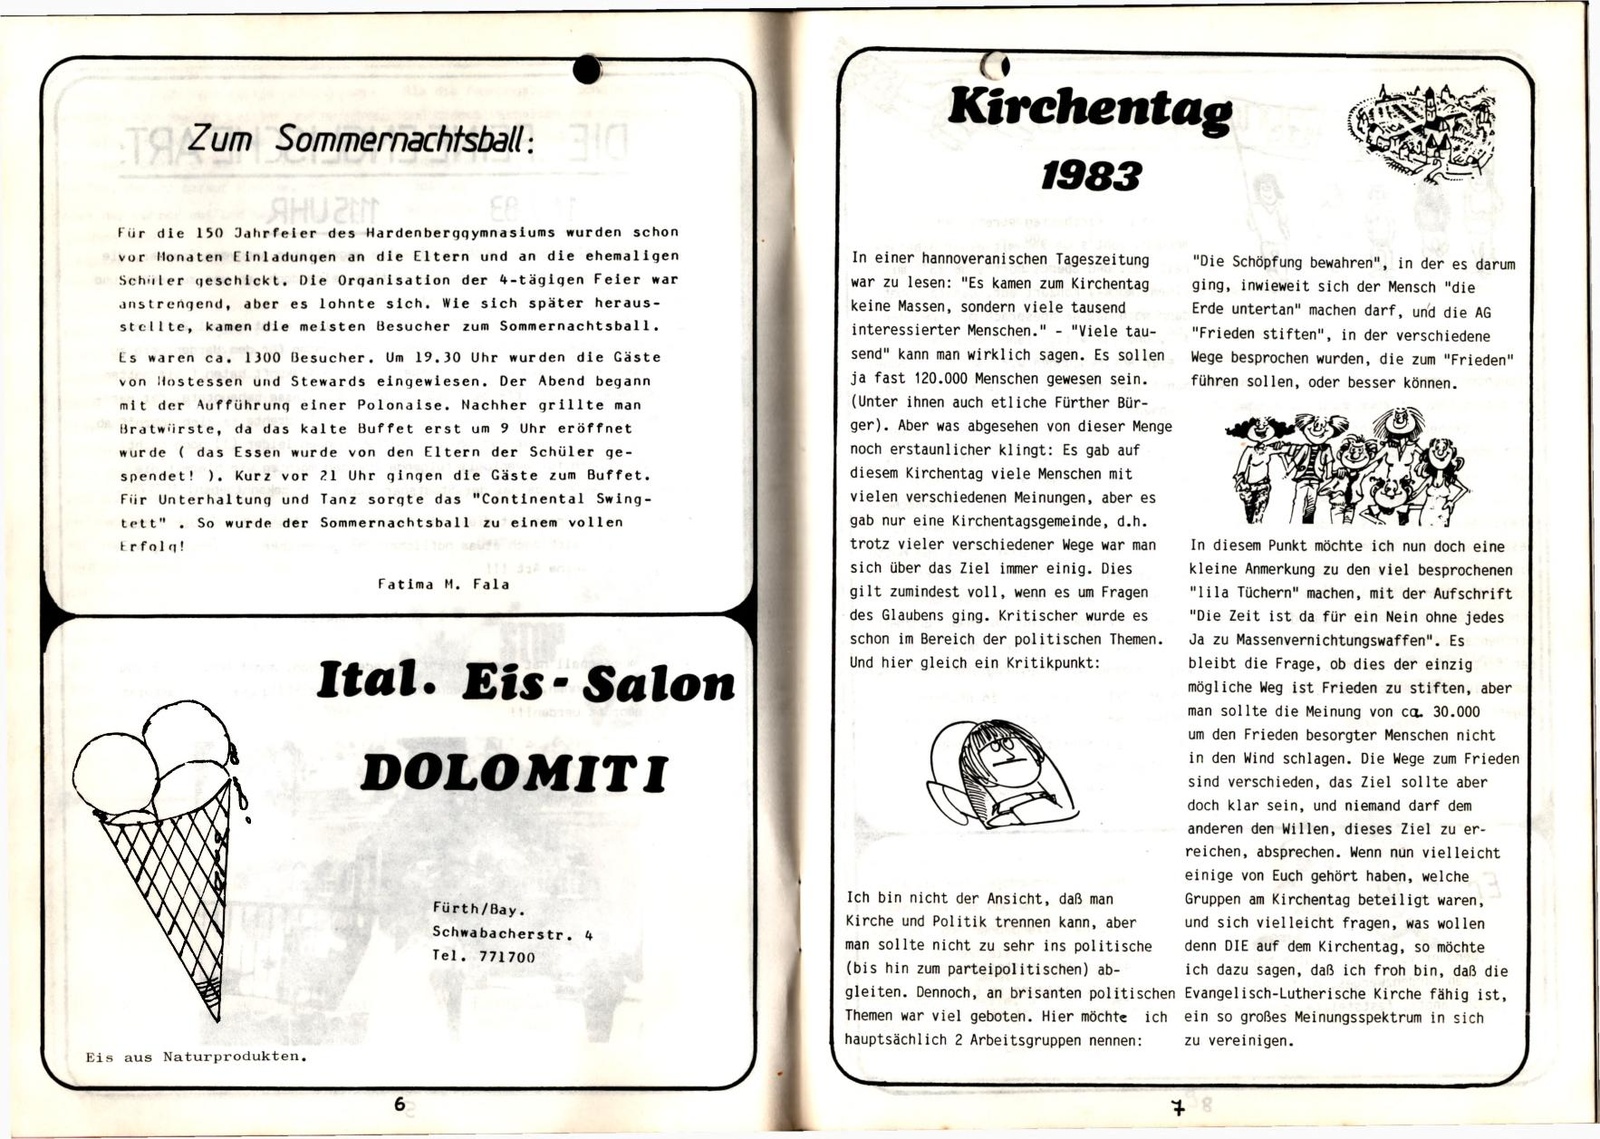 Zum Sommernachtsball:
Für die 150 Jahrfeier des Hardenberggymnasiums wurden schon
vor Monaten Einladungen an die Eltern und an die ehemaligen
Schüler geschickt. Die Organisation der 4-tägigen Feier war
anstrengend, aber es lohnte sich. Wie sich später heraus-
stellte, kamen die meisten Besucher zum Sommernachtsball.
Es waren ca. 1300 Besucher. Um 19.30 Uhr wurden die Gäste
von Hostessen und Stewards eingewiesen. Der Abend begann
mit der Aufführung einer Polonaise. Nachher grillte man
Bratwürste, da das kalte Buffet erst um 9 Uhr eröffnet
wurde ( das Essen wurde von den Eltern der Schüler ge-
spendet! ). Kurz vor 21 Uhr gingen die Gäste zum Buffet.
Für Unterhaltung und Tanz sorgte das "Continental Swing-
tett" . So wurde der Sommernachtsball zu einem vollen
Erfolg!
Fatima M. Fala
Ital. Eis-Salon
DOLOMITI
Fürth/Bay.
Schwabacherstr. 4
Tel. 771700
Eis aus Naturprodukten.
6
Kirchentag
1983
In einer hannoveranischen Tageszeitung
war zu lesen: "Es kamen zum Kirchentag
keine Massen, sondern viele tausend
interessierter Menschen." - "Viele tau-
send" kann man wirklich sagen. Es sollen
ja fast 120.000 Menschen gewesen sein.
(Unter ihnen auch etliche Fürther Bür-
ger). Aber was abgesehen von dieser Menge
noch erstaunlicher klingt: Es gab auf
diesem Kirchentag viele Menschen mit
vielen verschiedenen Meinungen, aber es
gab nur eine Kirchentagsgemeinde, d.h.
trotz vieler verschiedener Wege war man
sich über das Ziel immer einig. Dies
gilt zumindest voll, wenn es um Fragen
des Glaubens ging. Kritischer wurde es
schon im Bereich der politischen Themen.
Und hier gleich ein Kritikpunkt:
Ich bin nicht der Ansicht, daß man
Kirche und Politik trennen kann, aber
man sollte nicht zu sehr ins politische
(bis hin zum parteipolitischen) ab-
gleiten. Dennoch, an brisanten politischen
Themen war viel geboten. Hier möchte ich
hauptsächlich 2 Arbeitsgruppen nennen:
"Die Schöpfung bewahren", in der es darum
ging, inwieweit sich der Mensch "die
Erde untertan" machen darf, und die AG
"Frieden stiften", in der verschiedene
Wege besprochen wurden, die zum "Frieden"
führen sollen, oder besser können.
In diesem Punkt möchte ich nun doch eine
kleine Anmerkung zu den viel besprochenen
"lila Tüchern" machen, mit der Aufschrift
"Die Zeit ist da für ein Nein ohne jedes
Ja zu Massenvernichtungswaffen". Es
bleibt die Frage, ob dies der einzig
mögliche Weg ist Frieden zu stiften, aber
man sollte die Meinung von ca. 30.000
um den Frieden besorgter Menschen nicht
in den Wind schlagen. Die Wege zum Frieden
sind verschieden, das Ziel sollte aber
doch klar sein, und niemand darf dem
anderen den Willen, dieses Ziel zu er-
reichen, absprechen. Wenn nun vielleicht
einige von Euch gehört haben, welche
Gruppen am Kirchentag beteiligt waren,
und sich vielleicht fragen, was wollen
denn DIE auf dem Kirchentag, so möchte
ich dazu sagen, daß ich froh bin, daß die
Evangelisch-Lutherische Kirche fähig ist,
ein so großes Meinungsspektrum in sich
zu vereinigen.
7